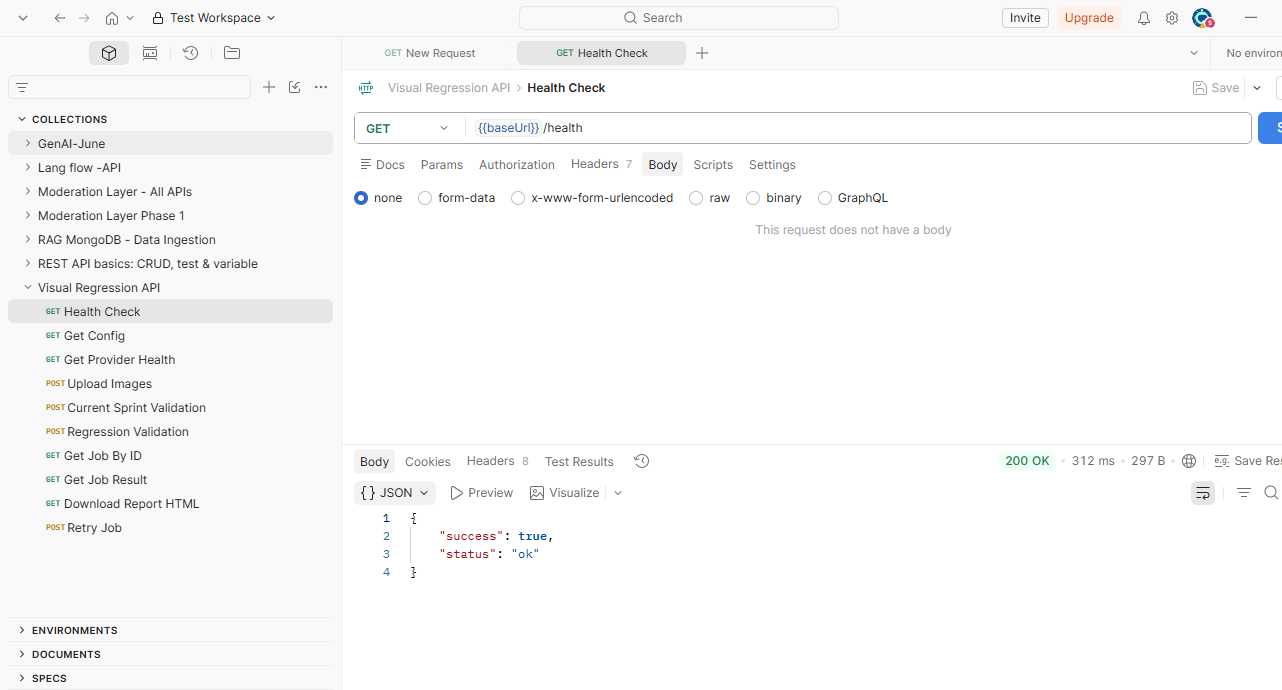 Test Workspace
Search
Invite
Upgrade
GET New Request
GET Health Check
No environ
COLLECTIONS
GenAI-June
Lang flow -API
Moderation Layer - All APIs
Moderation Layer Phase 1
RAG MongoDB - Data Ingestion
REST API basics: CRUD, test & variable
Visual Regression API
GET Health Check
GET Get Config
GET Get Provider Health
POST Upload Images
POST Current Sprint Validation
POST Regression Validation
GET Get Job By ID
GET Get Job Result
GET Download Report HTML
POST Retry Job
ENVIRONMENTS
DOCUMENTS
SPECS
HTTP Visual Regression API > Health Check
Save
GET {{baseUrl}} /health
S
Docs Params Authorization Headers 7 Body Scripts Settings
none form-data x-www-form-urlencoded raw binary GraphQL
This request does not have a body
Body Cookies Headers 8 Test Results
200 OK • 312 ms • 297 B • e.g. Save Res
{} JSON Preview Visualize
1 {
2 "success": true,
3 "status": "ok"
4 }